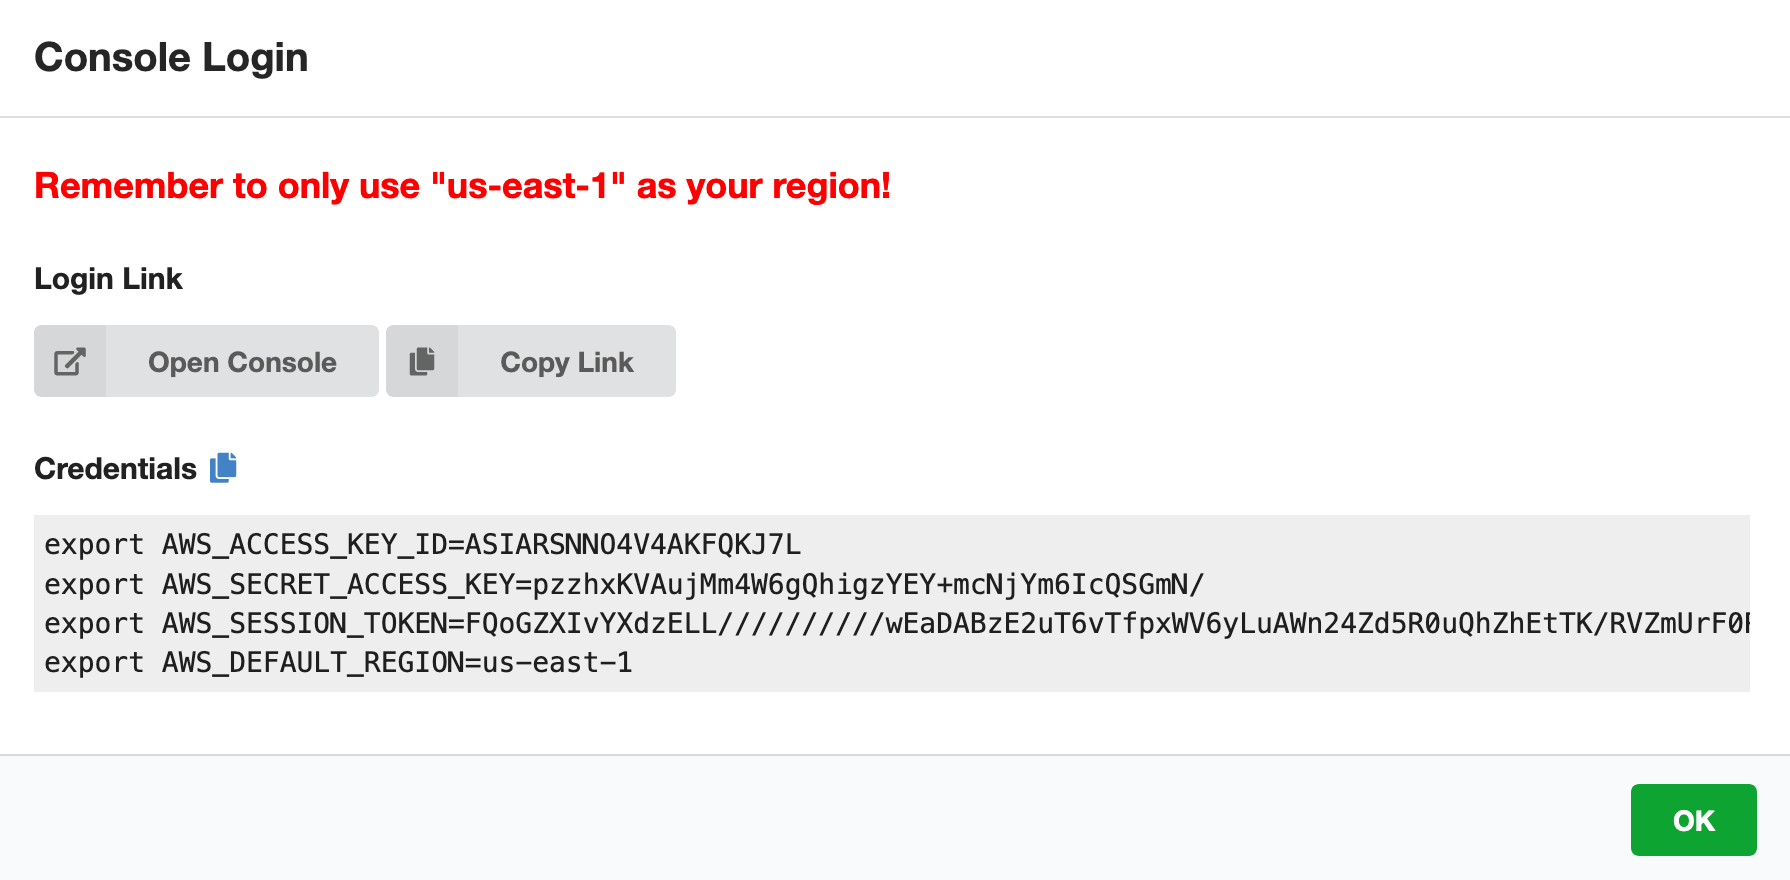 Console Login
Remember to only use "us-east-1" as your region!
Login Link
Open Console
Copy Link
Credentials
export AWS_ACCESS_KEY_ID=ASIARSNNO4V4AKFQKJ7L
export AWS_SECRET_ACCESS_KEY=pzzhxKVAujMm4W6gQhigzYEY+mcNjYm6IcQSGmN/
export AWS_SESSION_TOKEN=FQoGZXIvYXdzELL//////////wEaDABzE2uT6vTfpxWV6yLuAWn24Zd5R0uQhZhEtTK/RVZmUrF0
export AWS_DEFAULT_REGION=us-east-1
OK